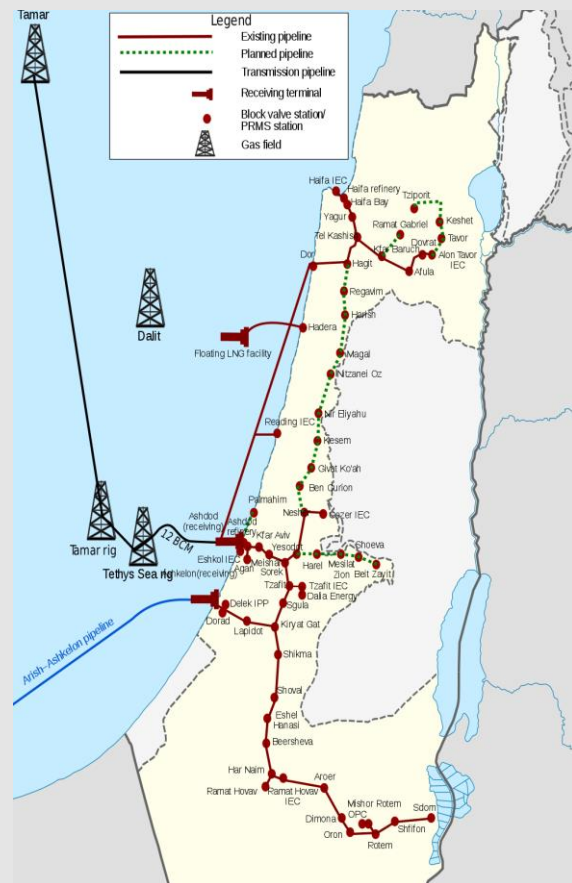 Tamar
Legend
Existing pipeline
Planned pipeline
Transmission pipeline
Receiving terminal
Block valve station/
PRMS station
Gas field
Haifa IEC
Haifa refinery
Haifa Bay
Yagur
Tel Kashish
Tziporit
Ramat Gabriel
Keshet
Kfar Baruch
Dovrat
Tavor
Alon Tavor
IEC
Afula
Dor
Hagit
Regavim
Harish
Dalit
Hadera
Floating LNG facility
Magal
Nitzanei Oz
Nir Eliyahu
Reading IEC
Kesem
Givat Ko'ah
Ben Gurion
Palmahim
Nesher
Gezer IEC
Ashdod
(receiving)
Ashdod
refinery
Kfar Aviv
Tamar rig
12 BCM
Tethys Sea rig
Eshkol IEC
Agan
Yesodot
Meishar
Sorek
Harel
Mesilat
Zion
Shoeva
Beit Zayit
Ashkelon(receiving)
Tzafit
Tzafit IEC
Dalia Energy
Delek IPP
Dorad
Lapidot
Sgula
Kiryat Gat
Arish–Ashkelon pipeline
Shikma
Shoval
Eshel
Hanasi
Beersheva
Har Naim
Ramat Hovav
Ramat Hovav
IEC
Aroer
Mishor Rotem
OPC
Sdom
Dimona
Oron
Shfifon
Rotem